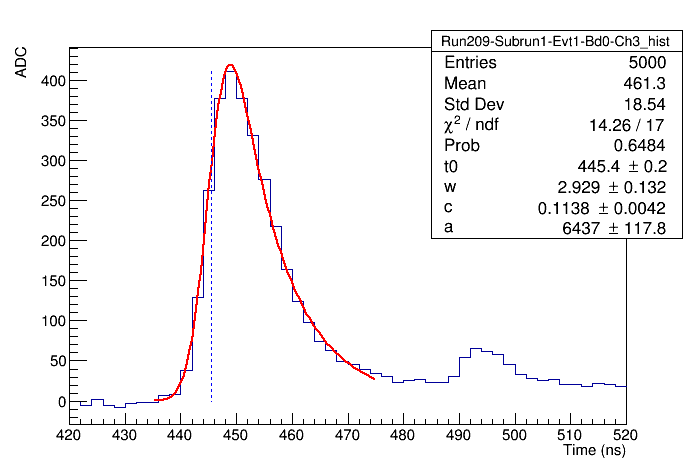 Run209-Subrun1-Evt1-Bd0-Ch3_hist
Entries 5000
Mean 461.3
Std Dev 18.54
χ² / ndf 14.26 / 17
Prob 0.6484
t0 445.4 ± 0.2
w 2.929 ± 0.132
c 0.1138 ± 0.0042
a 6437 ± 117.8
ADC
400
350
300
250
200
150
100
50
0
420 430 440 450 460 470 480 490 500 510 520
Time (ns)